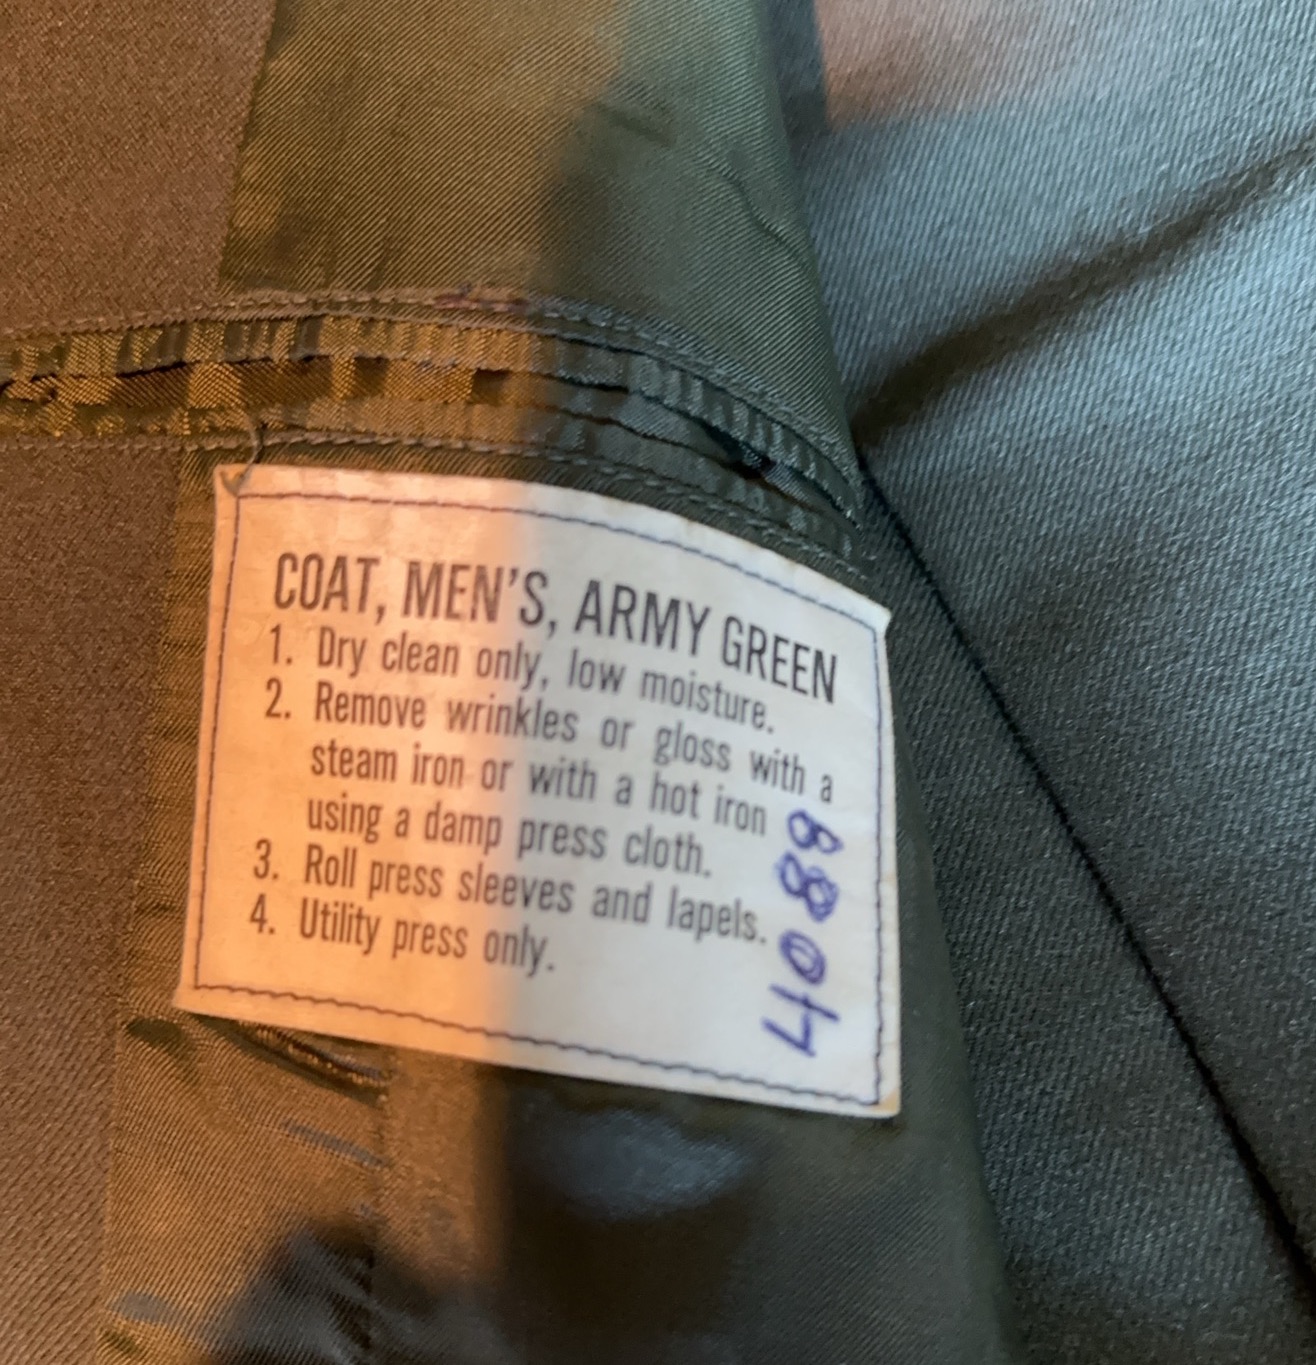 COAT, MEN'S, ARMY GREEN
1. Dry clean only, low moisture.
2. Remove wrinkles or gloss with a
steam iron or with a hot iron
using a damp press cloth.
3. Roll press sleeves and lapels.
4. Utility press only.
4088